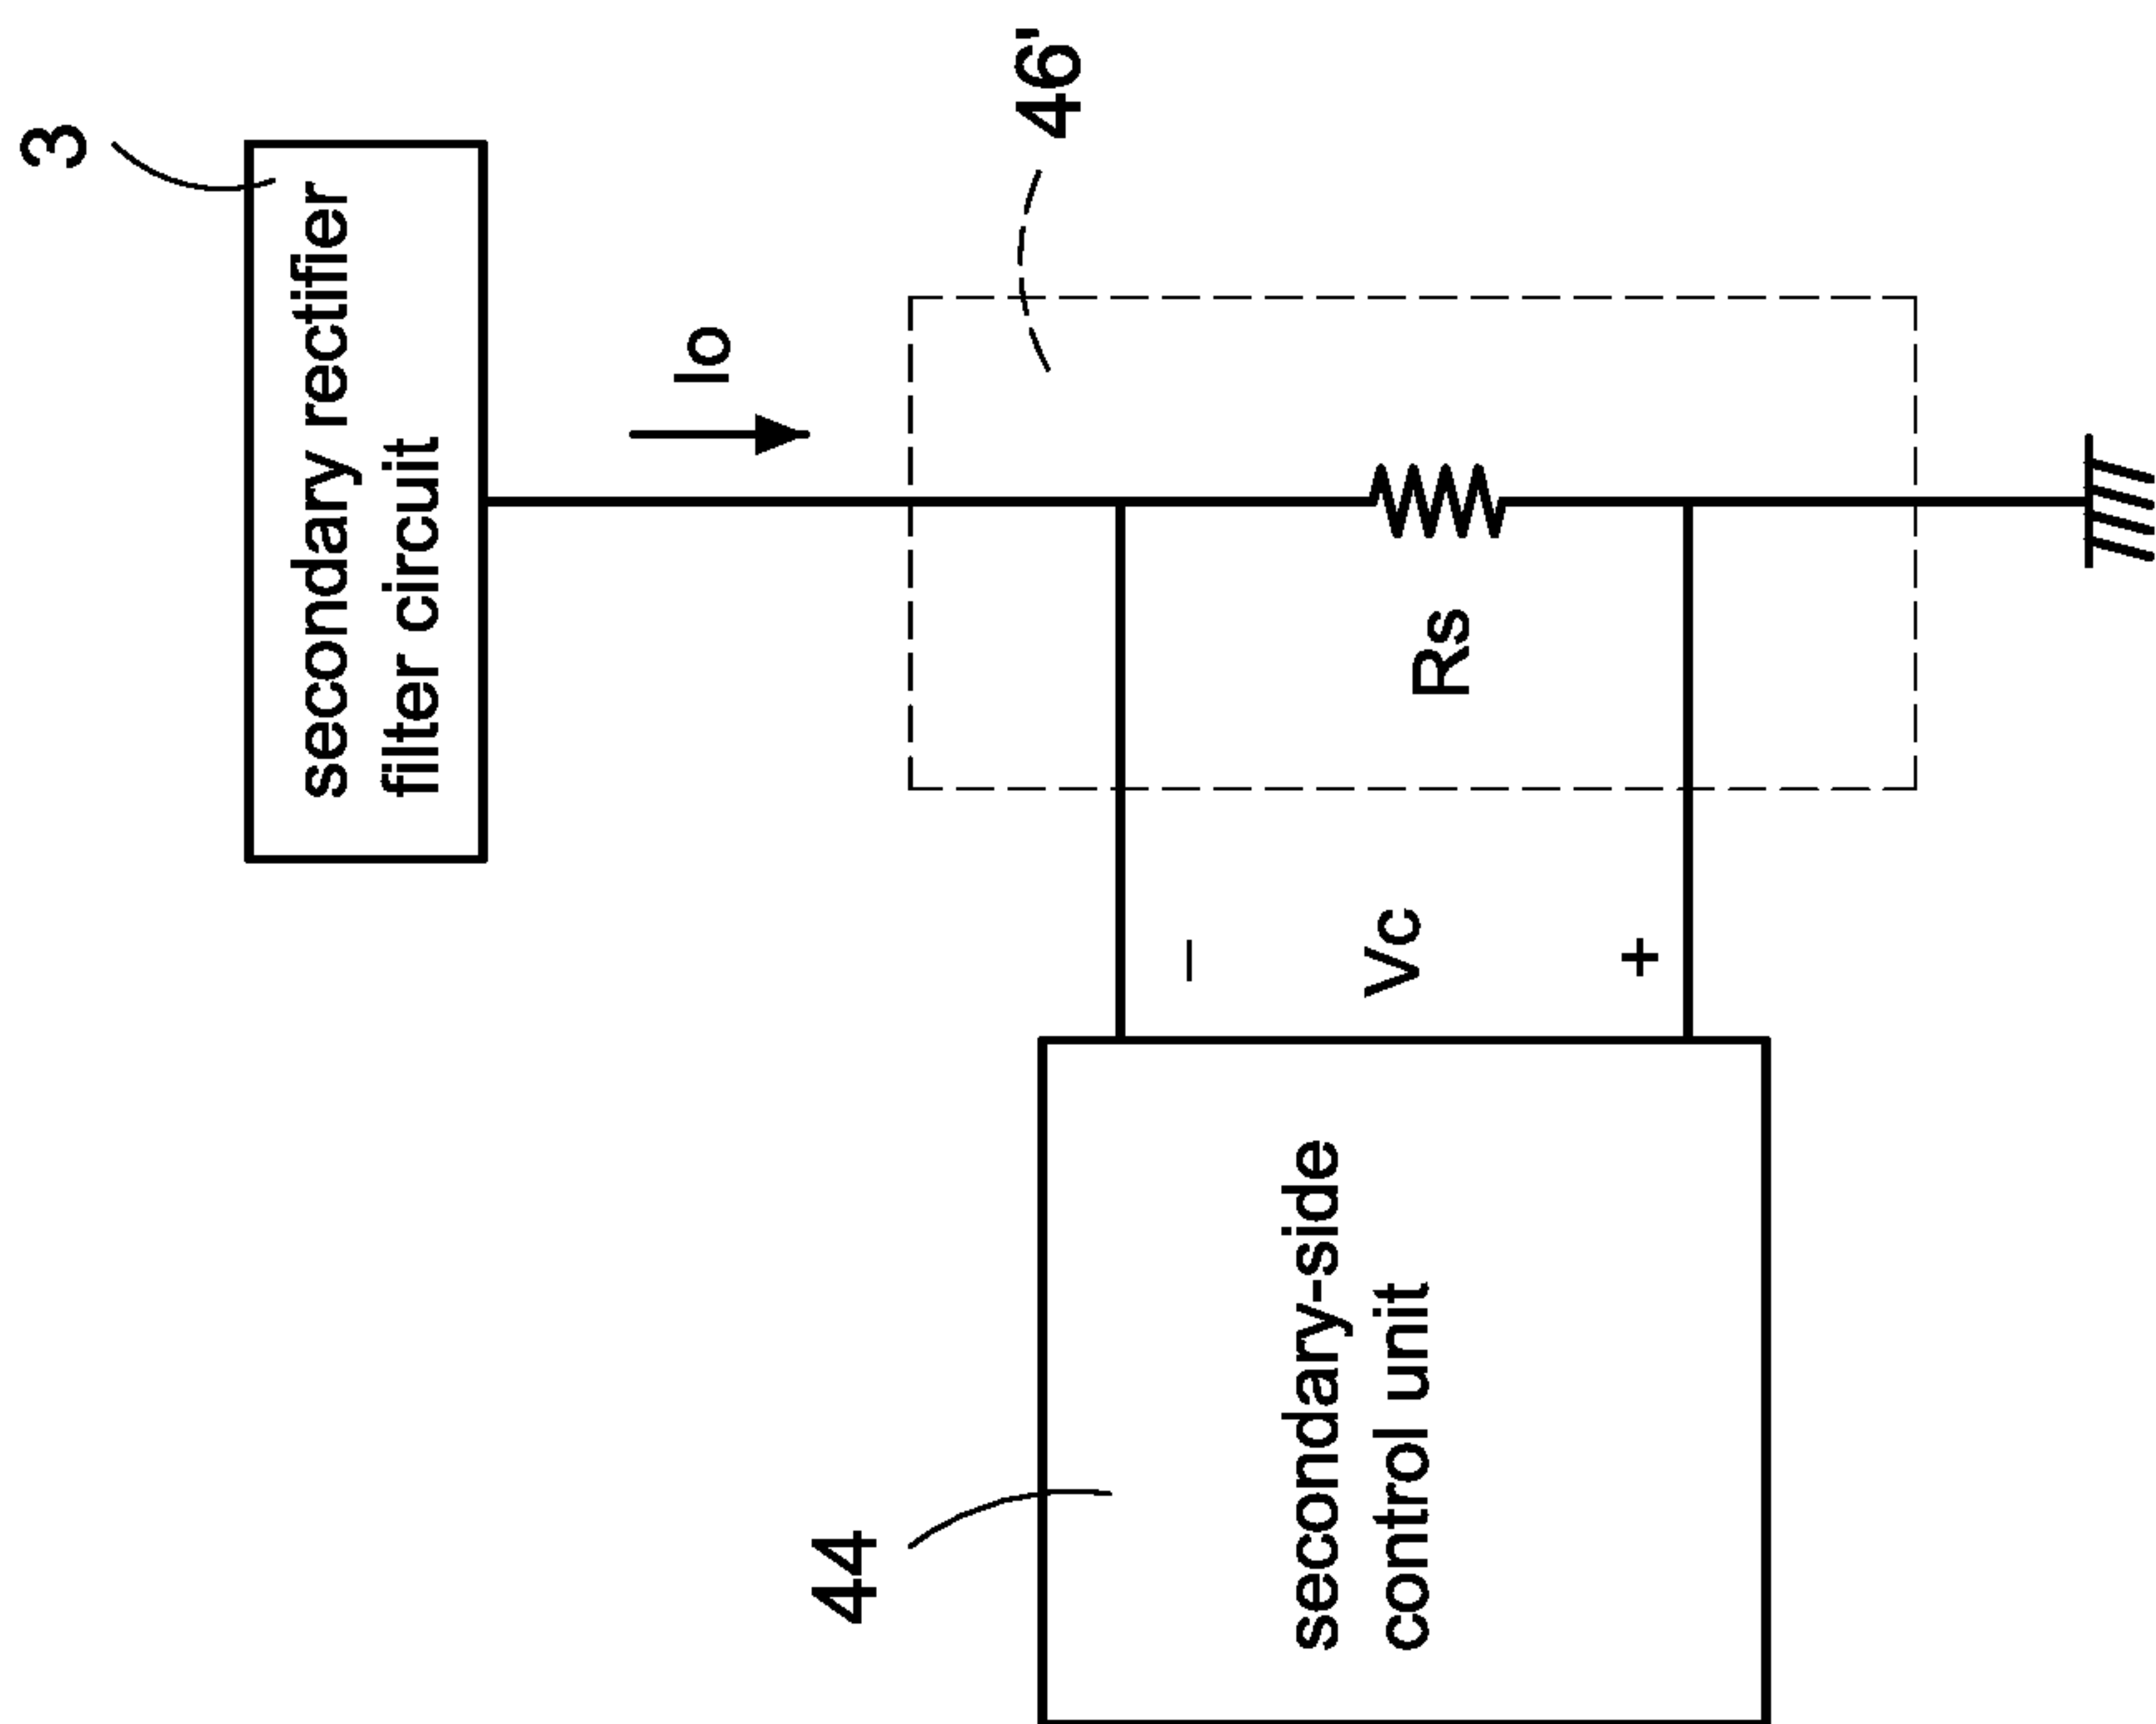 3
secondary rectifier
filter circuit
Io
46'
Rs
–
Vc
+
44
secondary-side
control unit